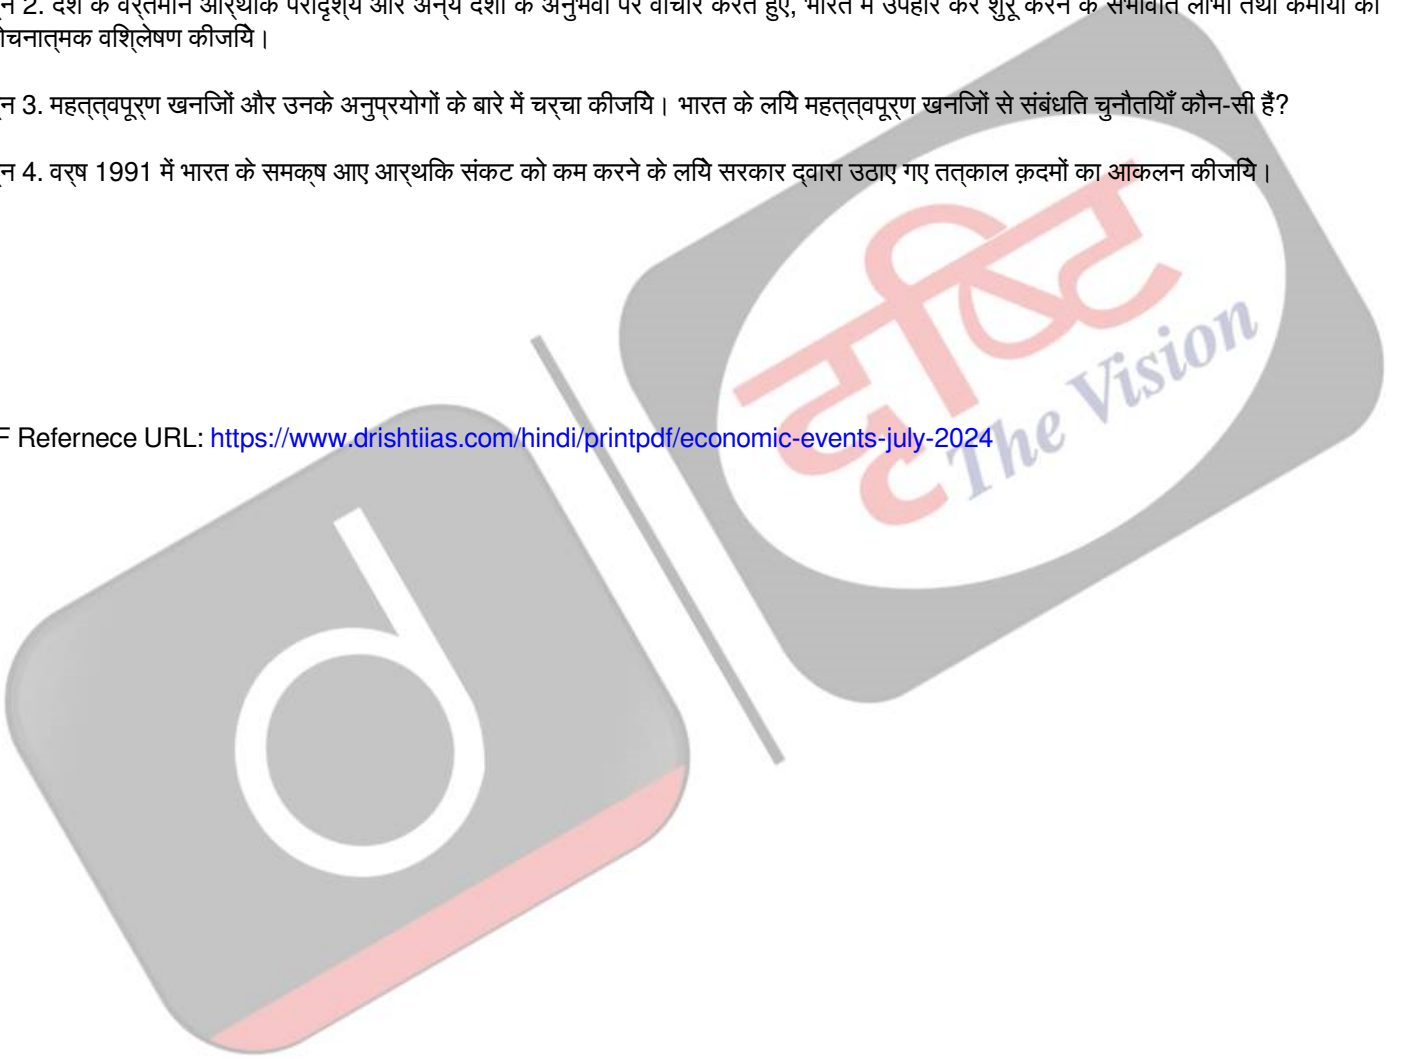 2. देश के वर्तमान आर्थिक परिदृश्य और अन्य देशों के अनुभवों पर विचार करते हुए, भारत में उपहार कर शुरू करने के संभावित लाभों तथा कमियों का
विश्लेषण कीजिये।
3. महत्त्वपूर्ण खनिजों और उनके अनुप्रयोगों के बारे में चर्चा कीजिये। भारत के लिये महत्त्वपूर्ण खनिजों से संबंधित चुनौतियाँ कौन-सी हैं?
4. वर्ष 1991 में भारत के समक्ष आए आर्थिक संकट को कम करने के लिये सरकार द्वारा उठाए गए तत्काल क़दमों का आकलन कीजिये।
दृष्टि
The Vision
F Refernece URL: https://www.drishtiias.com/hindi/printpdf/economic-events-july-2024
d